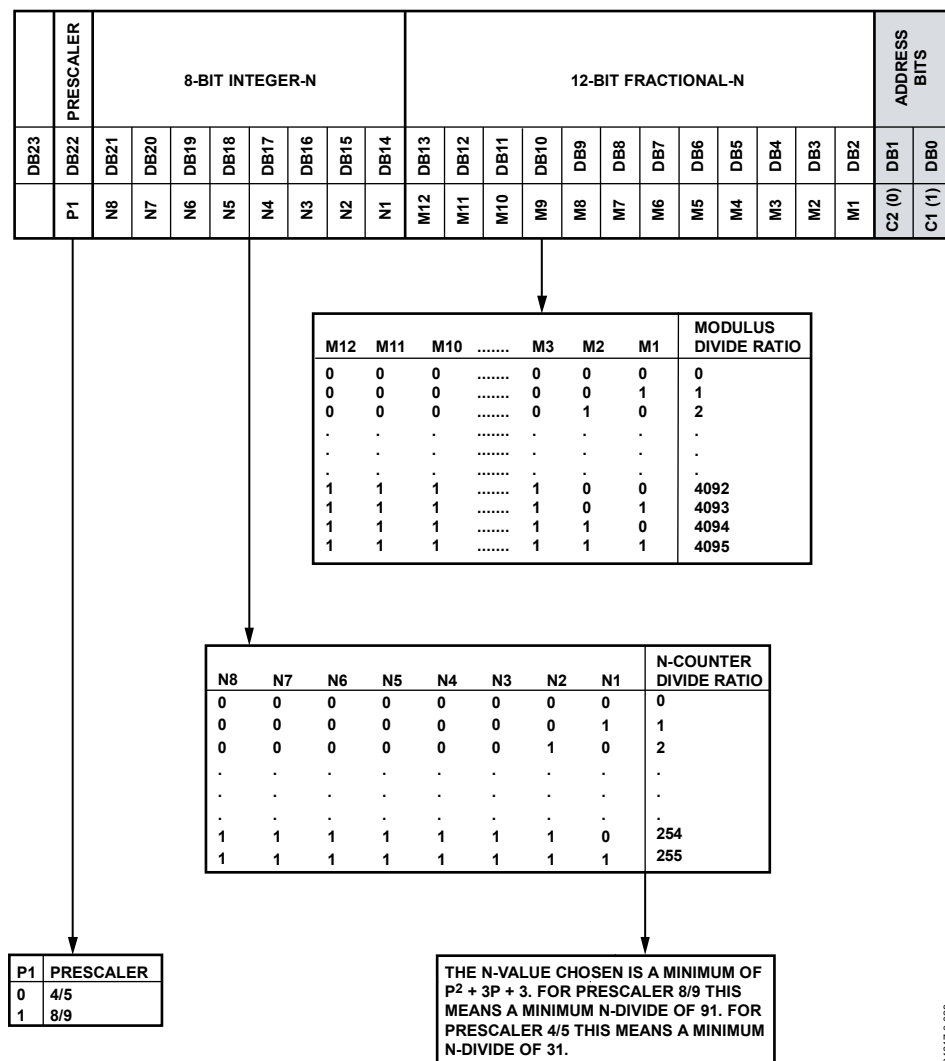 PRESCALER
8-BIT INTEGER-N
12-BIT FRACTIONAL-N
ADDRESS
BITS
DB23 DB22 DB21 DB20 DB19 DB18 DB17 DB16 DB15 DB14 DB13 DB12 DB11 DB10 DB9 DB8 DB7 DB6 DB5 DB4 DB3 DB2 DB1 DB0
P1 N8 N7 N6 N5 N4 N3 N2 N1 M12 M11 M10 M9 M8 M7 M6 M5 M4 M3 M2 M1 C2 (0) C1 (1)
MODULUS
M12 M11 M10 ....... M3 M2 M1 DIVIDE RATIO
0 0 0 ....... 0 0 0 0
0 0 0 ....... 0 0 1 1
0 0 0 ....... 0 1 0 2
. . . ....... . . . .
. . . ....... . . . .
. . . ....... . . . .
1 1 1 ....... 1 0 0 4092
1 1 1 ....... 1 0 1 4093
1 1 1 ....... 1 1 0 4094
1 1 1 ....... 1 1 1 4095
N-COUNTER
N8 N7 N6 N5 N4 N3 N2 N1 DIVIDE RATIO
0 0 0 0 0 0 0 0 0
0 0 0 0 0 0 0 1 1
0 0 0 0 0 0 1 0 2
. . . . . . . . .
. . . . . . . . .
. . . . . . . . .
1 1 1 1 1 1 1 0 254
1 1 1 1 1 1 1 1 255
P1 PRESCALER
0 4/5
1 8/9
THE N-VALUE CHOSEN IS A MINIMUM OF
P² + 3P + 3. FOR PRESCALER 8/9 THIS
MEANS A MINIMUM N-DIVIDE OF 91. FOR
PRESCALER 4/5 THIS MEANS A MINIMUM
N-DIVIDE OF 31.